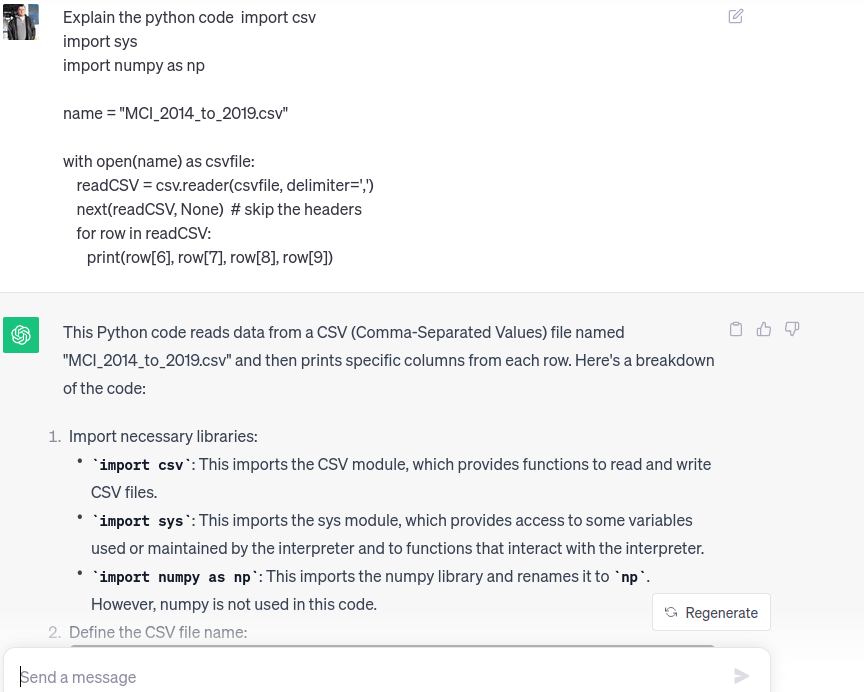 Explain the python code  import csv
import sys
import numpy as np
name = "MCI_2014_to_2019.csv"
with open(name) as csvfile:
readCSV = csv.reader(csvfile, delimiter=',')
next(readCSV, None)  # skip the headers
for row in readCSV:
print(row[6], row[7], row[8], row[9])
This Python code reads data from a CSV (Comma-Separated Values) file named
"MCI_2014_to_2019.csv" and then prints specific columns from each row. Here's a breakdown
of the code:
1. Import necessary libraries:
• `import csv`: This imports the CSV module, which provides functions to read and write
CSV files.
• `import sys`: This imports the sys module, which provides access to some variables
used or maintained by the interpreter and to functions that interact with the interpreter.
• `import numpy as np`: This imports the numpy library and renames it to `np`.
However, numpy is not used in this code.
Regenerate
2. Define the CSV file name:
Send a message